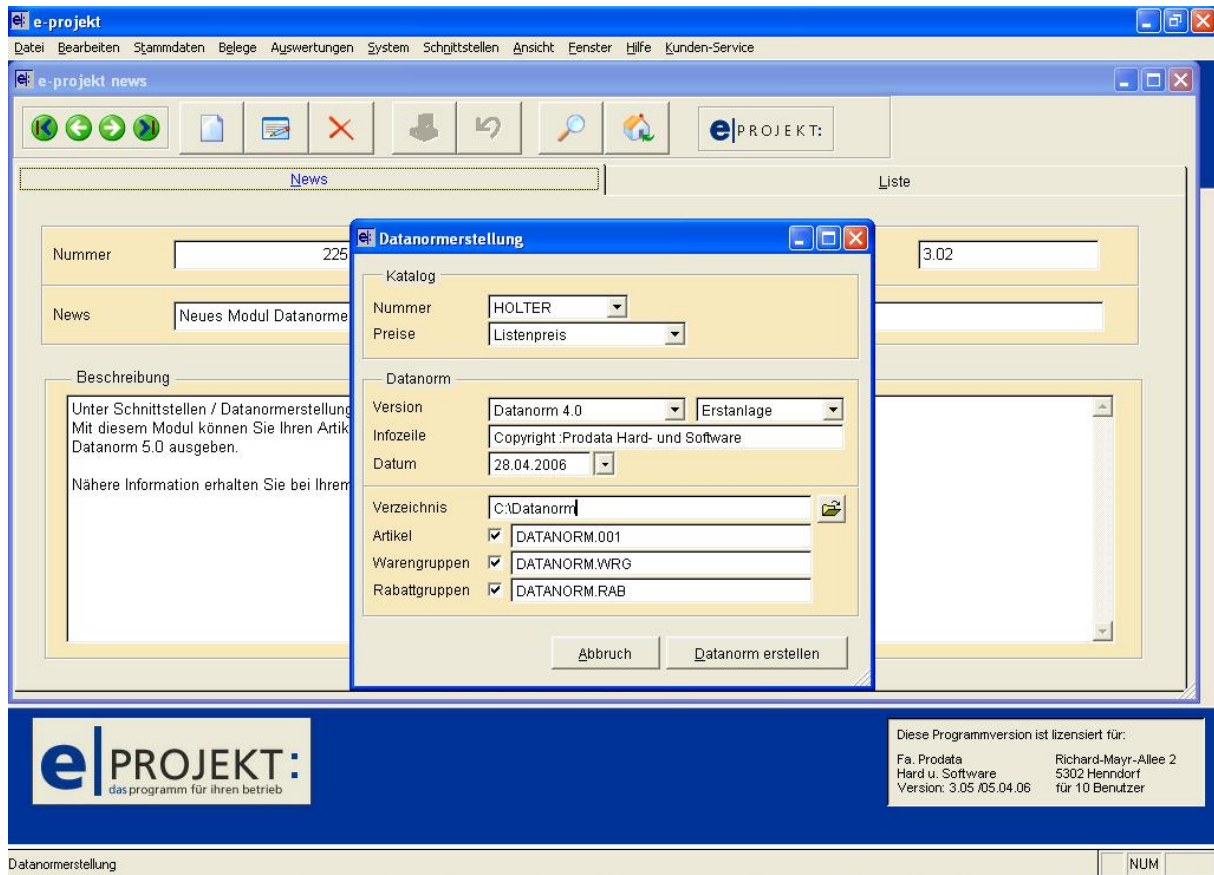 e-projekt
Datei Bearbeiten Stammdaten Belege Auswertungen System Schnittstellen Ansicht Fenster Hilfe Kunden-Service
e-projekt news
e PROJEKT:
News Liste
Nummer 225 3.02
News Neues Modul Datanorme
Beschreibung
Unter Schnittstellen / Datanormerstellung
Mit diesem Modul können Sie Ihren Artik
Datanorm 5.0 ausgeben.
Nähere Information erhalten Sie bei Ihrem
Datanormerstellung
Katalog
Nummer HOLTER
Preise Listenpreis
Datanorm
Version Datanorm 4.0 Erstanlage
Infozeile Copyright :Prodata Hard- und Software
Datum 28.04.2006
Verzeichnis C:\Datanorm
Artikel DATANORM.001
Warengruppen DATANORM.WRG
Rabattgruppen DATANORM.RAB
Abbruch Datanorm erstellen
e PROJEKT:
das programm für ihren betrieb
Diese Programmversion ist lizensiert für:
Fa. Prodata Richard-Mayr-Allee 2
Hard u. Software 5302 Henndorf
Version: 3.05 /05.04.06 für 10 Benutzer
Datanormerstellung NUM